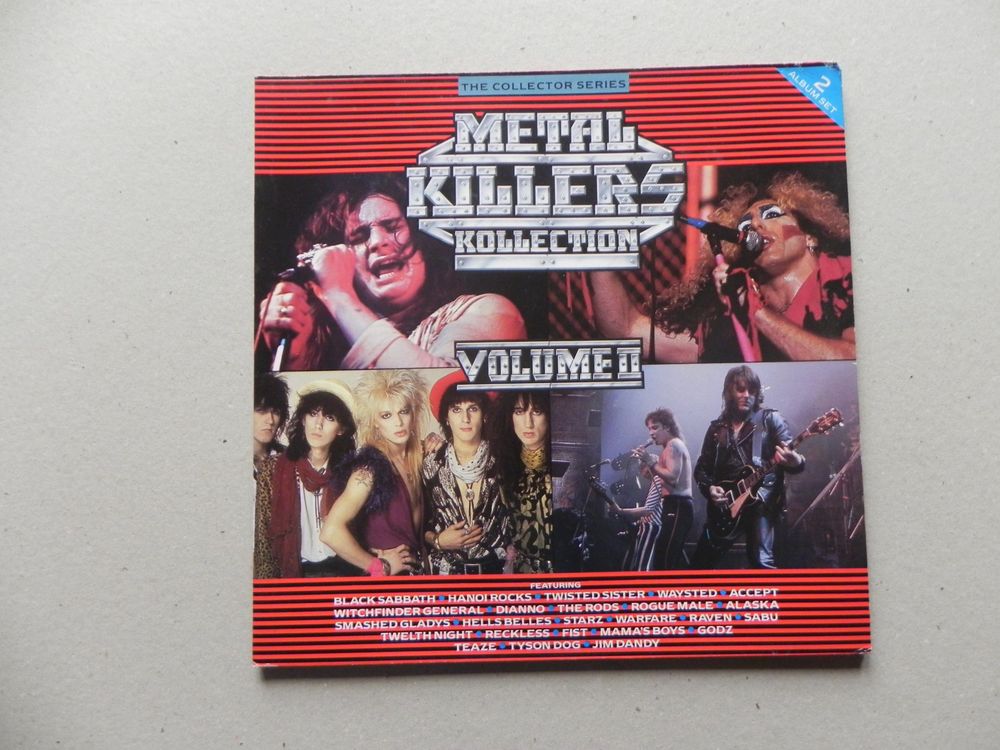 THE COLLECTOR SERIES
2
ALBUM SET
METAL
KILLERS
KOLLECTION
VOLUME II
FEATURING
BLACK SABBATH • HANOI ROCKS • TWISTED SISTER • WAYSTED • ACCEPT
WITCHFINDER GENERAL • DIANNO • THE RODS • ROGUE MALE • ALASKA
SMASHED GLADYS • HELLS BELLES • STARZ • WARFARE • RAVEN • SABU
TWELTH NIGHT • RECKLESS • FIST • MAMA'S BOYS • GODZ
TEAZE • TYSON DOG • JIM DANDY